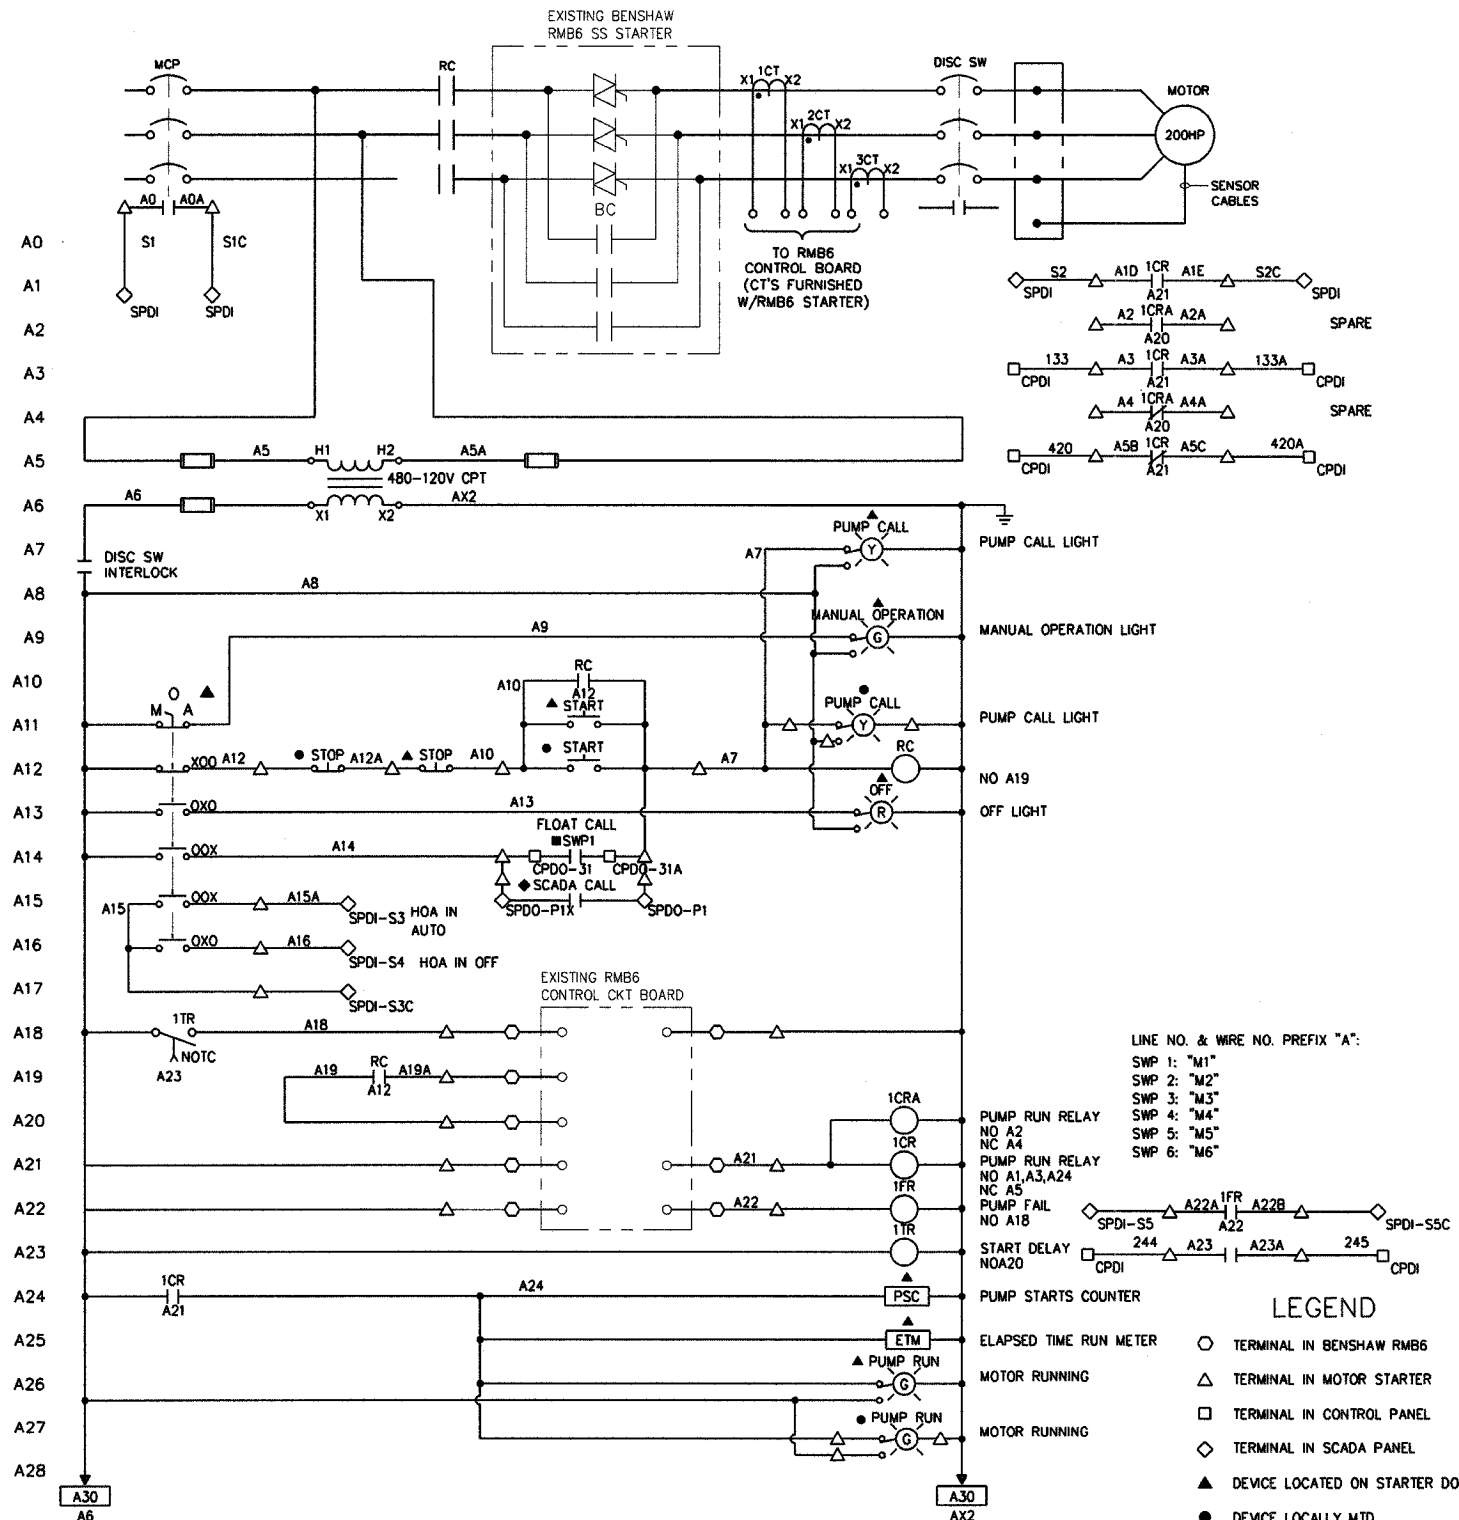 EXISTING BENSHAW
RMB6 SS STARTER
MCP
RC
1CT
X1 X2
DISC SW
MOTOR
2CT
X1 X2
200HP
3CT
X1 X2
SENSOR
CABLES
A0 A0A
BC
S1 S1C
A0
TO RMB6
CONTROL BOARD
(CT'S FURNISHED
W/RMB6 STARTER)
S2 A1D 1CR A1E S2C
SPDI A21 SPDI
A1
SPDI SPDI
A2 1CRA A2A
A20
SPARE
A2
133 A3 1CR A3A 133A
CPDI A21 CPDI
A3
A4 1CRA A4A
A20
SPARE
A4
420 A5B 1CR A5C 420A
CPDI A21 CPDI
A5 A5 H1 H2 A5A
480-120V CPT
A6 A6 X1 X2 AX2
PUMP CALL
A7 DISC SW
INTERLOCK
A7 Y PUMP CALL LIGHT
A8 A8
MANUAL OPERATION
A9 A9 G MANUAL OPERATION LIGHT
A10 RC
A10 A12
O
M A
START
PUMP CALL
A11 Y PUMP CALL LIGHT
A12 XOO A12 STOP A12A STOP A10 START A7 RC
NO A19
OFF
A13 OXO A13 R OFF LIGHT
FLOAT CALL
SWP1
A14 OOX A14 CPDO-31 CPDO-31A
SCADA CALL
A15 A15 OOX A15A SPDI-S3 HOA IN
AUTO
SPDO-P1X SPDO-P1
A16 OXO A16 SPDI-S4 HOA IN OFF
A17 SPDI-S3C
EXISTING RMB6
CONTROL CKT BOARD
A18 1TR A18
NOTC
A23
A19 A19 RC A19A
A12
LINE NO. & WIRE NO. PREFIX "A":
SWP 1: "M1"
SWP 2: "M2"
SWP 3: "M3"
SWP 4: "M4"
SWP 5: "M5"
SWP 6: "M6"
A20 1CRA PUMP RUN RELAY
NO A2
NC A4
A21 A21 1CR PUMP RUN RELAY
NO A1,A3,A24
NC A5
A22 A22 1FR PUMP FAIL
NO A18
A22A 1FR A22B
SPDI-S5 A22 SPDI-S5C
A23 1TR START DELAY
NOA20
244 A23 A23A 245
CPDI CPDI
A24 1CR A24 PSC PUMP STARTS COUNTER
A21
A25 ETM ELAPSED TIME RUN METER
PUMP RUN
A26 G MOTOR RUNNING
PUMP RUN
A27 G MOTOR RUNNING
A28
A30 A30
A6 AX2
LEGEND
TERMINAL IN BENSHAW RMB6
TERMINAL IN MOTOR STARTER
TERMINAL IN CONTROL PANEL
TERMINAL IN SCADA PANEL
DEVICE LOCATED ON STARTER DO
DEVICE LOCALLY MTD